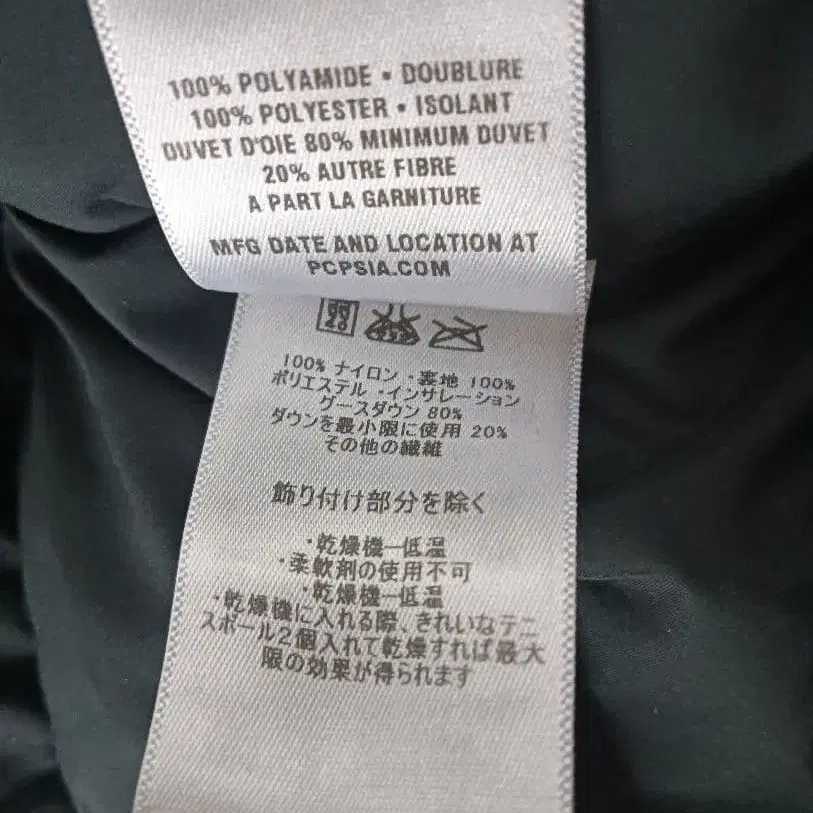 100% POLYAMIDE • DOUBLURE
100% POLYESTER • ISOLANT
DUVET D'OIE 80% MINIMUM DUVET
20% AUTRE FIBRE
A PART LA GARNITURE
MFG DATE AND LOCATION AT
PCPSIA.COM
100% ナイロン・裏地 100%
ポリエステル ・インサレーション
グースダウン 80%
ダウンを最小限に使用 20%
その他の繊維
飾り付け部分を除く
・乾燥機―低温
・柔軟剤の使用不可
・乾燥機―低温
・乾燥機に入れる際、きれいなテニ
スボール2個入れて乾燥すれば最大
限の効果が得られます